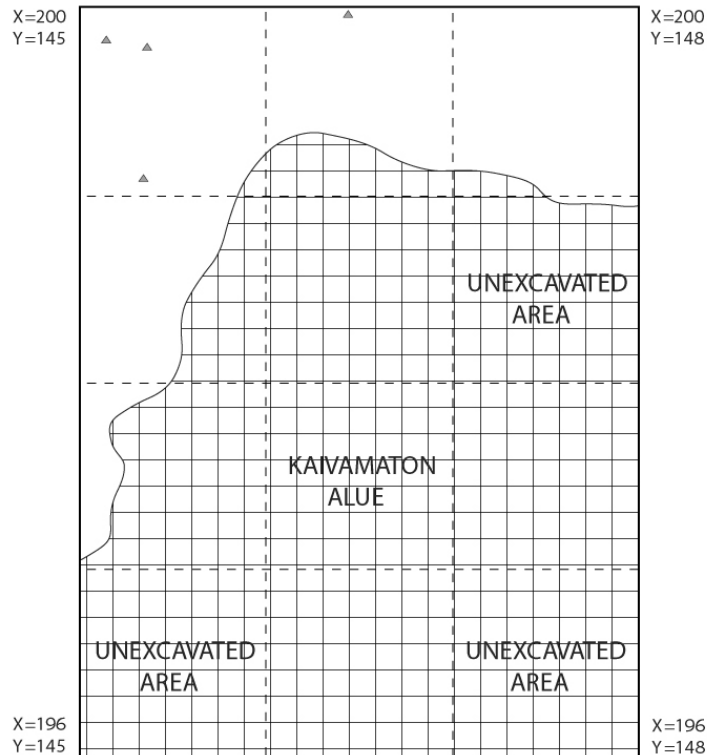 X=200
Y=145
X=200
Y=148
UNEXCAVATED
AREA
KAIVAMATON
ALUE
UNEXCAVATED
AREA
UNEXCAVATED
AREA
X=196
Y=145
X=196
Y=148